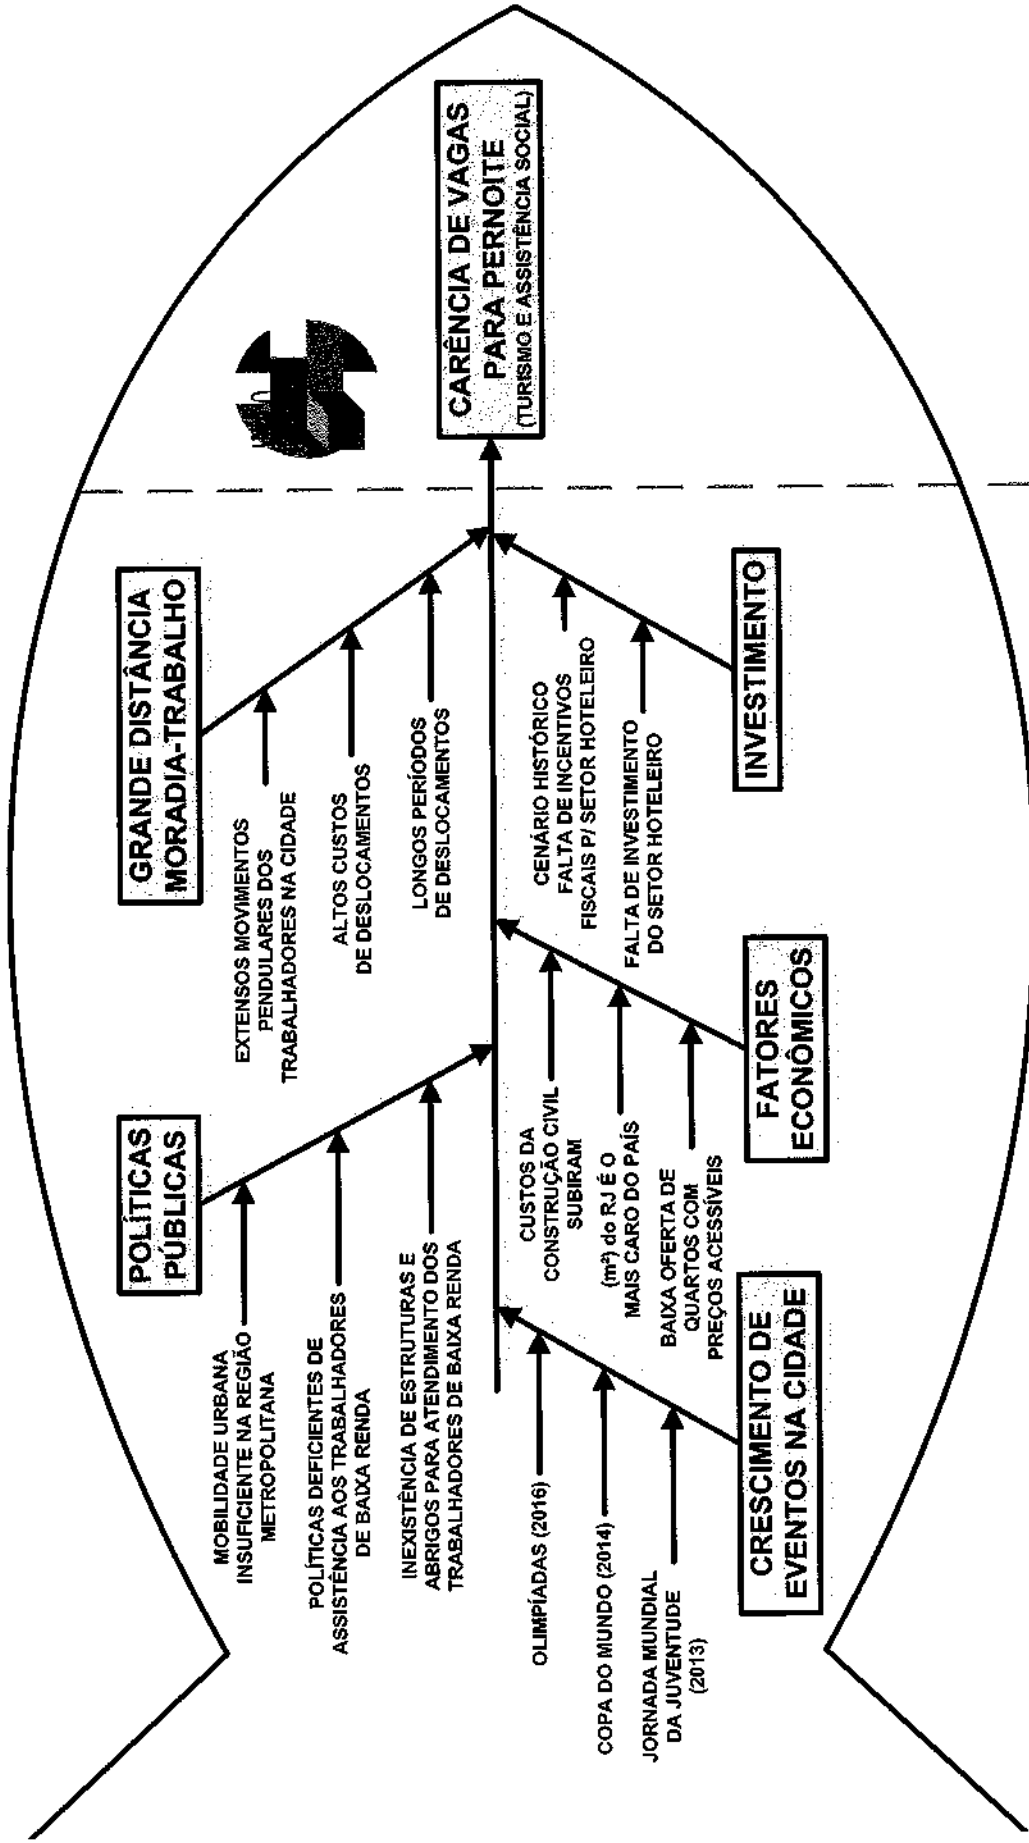 POLÍTICAS
PÚBLICAS
MOBILIDADE URBANA
INSUFICIENTE NA REGIÃO
METROPOLITANA
POLÍTICAS DEFICIENTES DE
ASSISTÊNCIA AOS TRABALHADORES
DE BAIXA RENDA
INEXISTÊNCIA DE ESTRUTURAS E
ABRIGOS PARA ATENDIMENTO DOS
TRABALHADORES DE BAIXA RENDA
GRANDE DISTÂNCIA
MORADIA-TRABALHO
EXTENSOS MOVIMENTOS
PENDULARES DOS
TRABALHADORES NA CIDADE
ALTOS CUSTOS
DE DESLOCAMENTOS
LONGOS PERÍODOS
DE DESLOCAMENTOS
CARÊNCIA DE VAGAS
PARA PERNOITE
(TURISMO E ASSISTÊNCIA SOCIAL)
OLIMPÍADAS (2016)
COPA DO MUNDO (2014)
JORNADA MUNDIAL
DA JUVENTUDE
(2013)
CRESCIMENTO DE
EVENTOS NA CIDADE
CUSTOS DA
CONSTRUÇÃO CIVIL
SUBIRAM
(m²) do RJ É O
MAIS CARO DO PAÍS
BAIXA OFERTA DE
QUARTOS COM
PREÇOS ACESSÍVEIS
FATORES
ECONÔMICOS
CENÁRIO HISTÓRICO
FALTA DE INCENTIVOS
FISCAIS P/ SETOR HOTELEIRO
FALTA DE INVESTIMENTO
DO SETOR HOTELEIRO
INVESTIMENTO